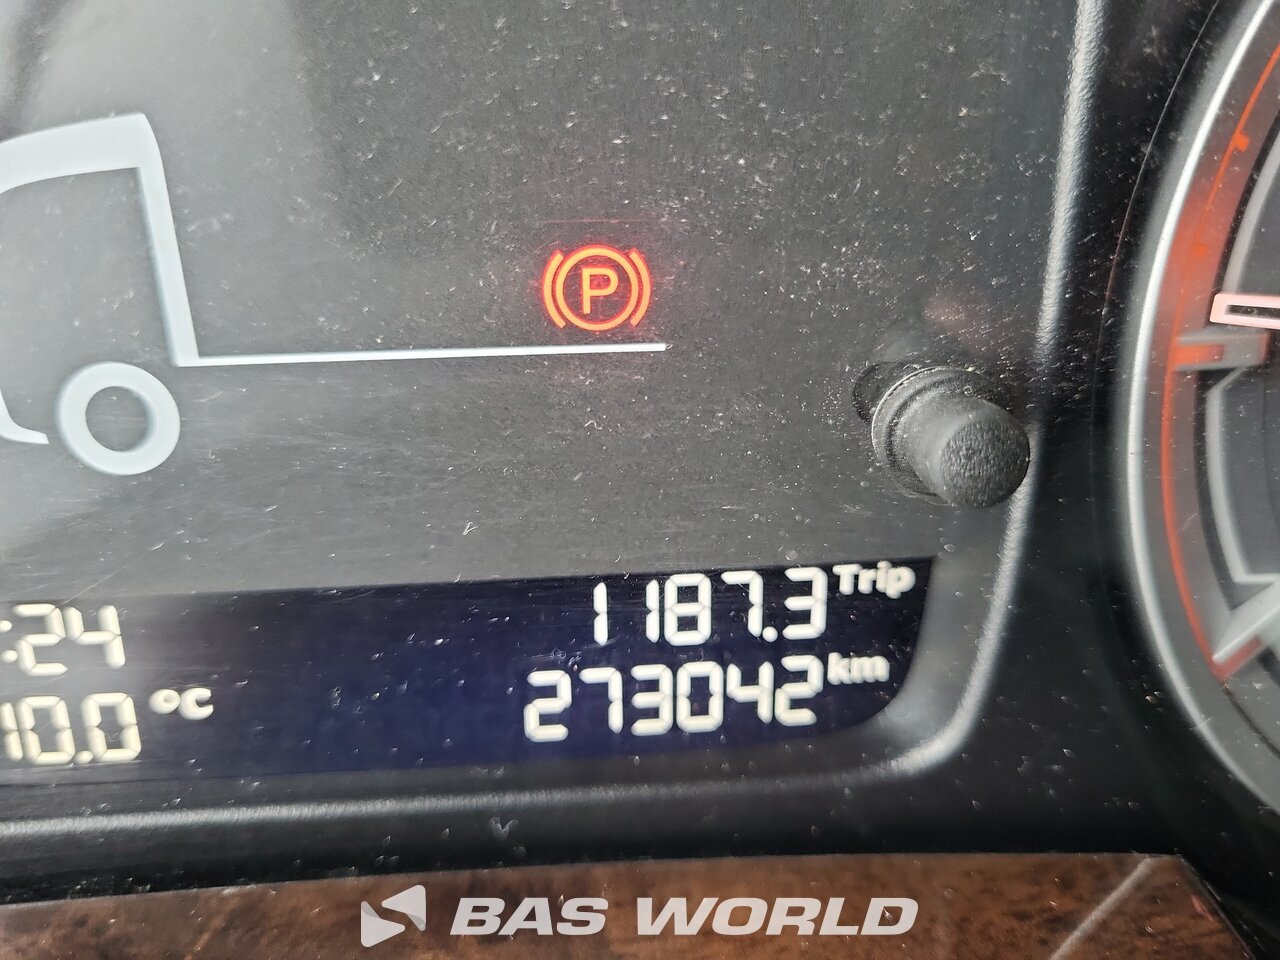 P
1187.3 Trip
:24
273042 km
10.0 °C
BAS WORLD